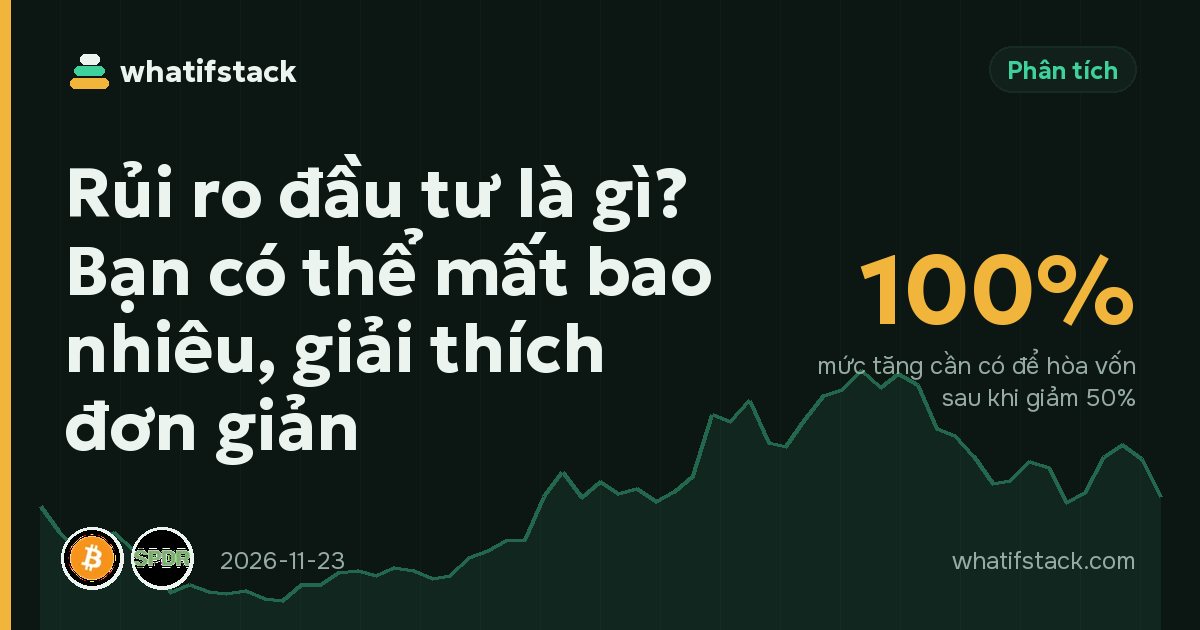 whatifstack
Phân tích
Rủi ro đầu tư là gì?
Bạn có thể mất bao
nhiêu, giải thích
đơn giản
100%
mức tăng cần có để hòa vốn
sau khi giảm 50%
SPDR
2026-11-23
whatifstack.com